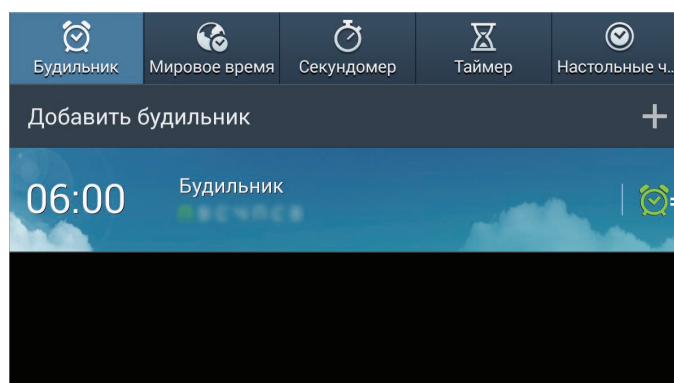 Будильник Мировое время Секундомер Таймер Настольные ч..
Добавить будильник
06:00 Будильник